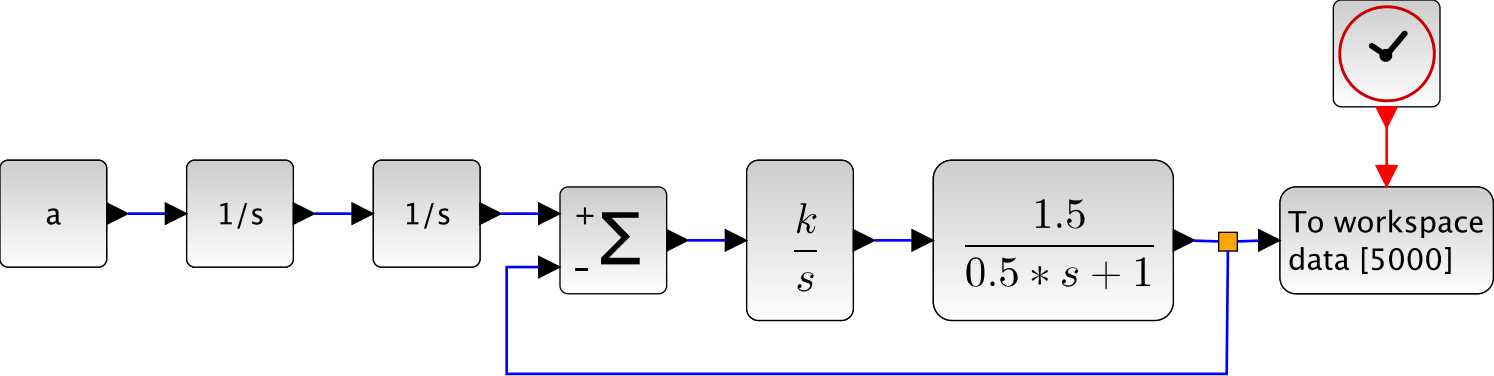 a
1/s
1/s
+
-
Σ
k
s
1.5
0.5 * s + 1
To workspace
data [5000]